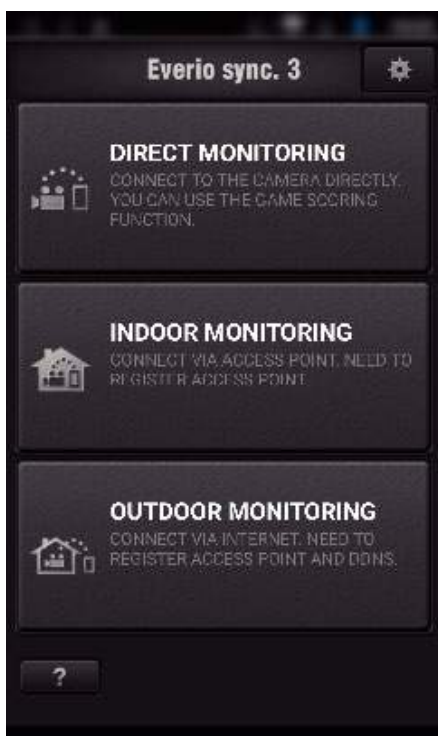 Everio sync. 3
DIRECT MONITORING
CONNECT TO THE CAMERA DIRECTLY.
YOU CAN USE THE GAME SCORING
FUNCTION.
INDOOR MONITORING
CONNECT VIA ACCESS POINT. NEED TO
REGISTER ACCESS POINT.
OUTDOOR MONITORING
CONNECT VIA INTERNET. NEED TO
REGISTER ACCESS POINT AND DDNS.
?